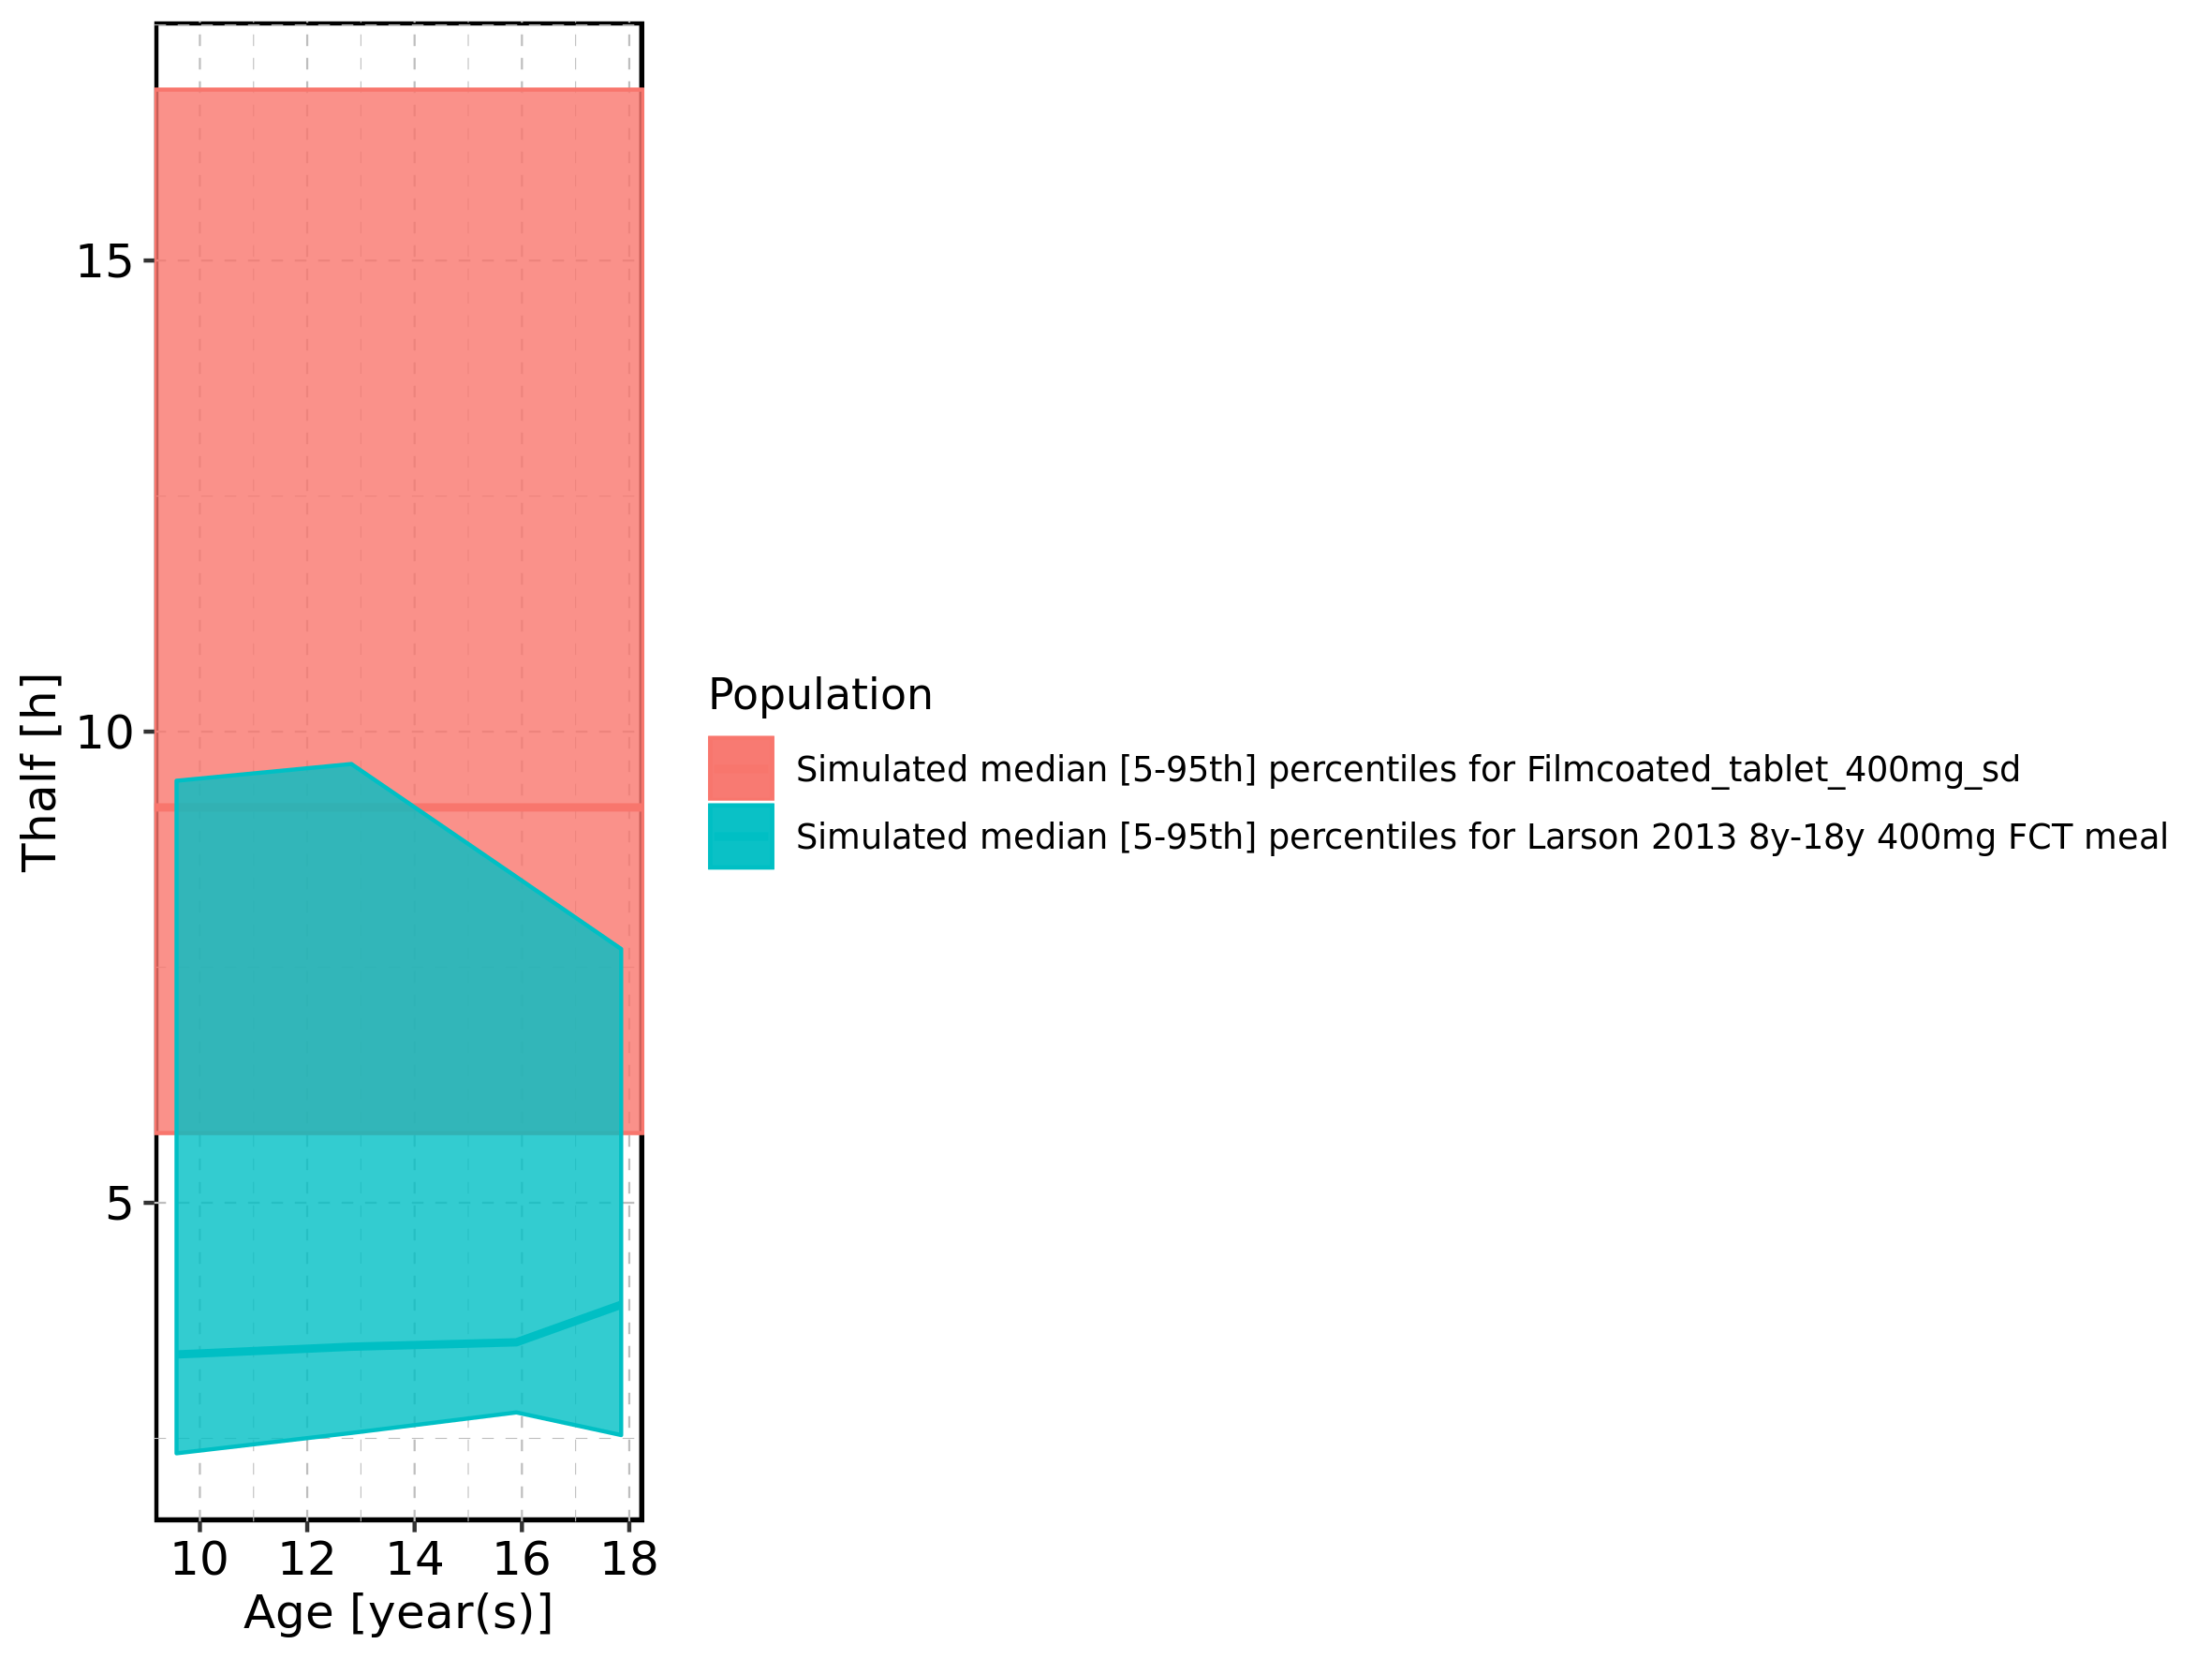 15
10
5
Thalf [h]
10 12 14 16 18
Age [year(s)]
Population
Simulated median [5-95th] percentiles for Filmcoated_tablet_400mg_sd
Simulated median [5-95th] percentiles for Larson 2013 8y-18y 400mg FCT meal